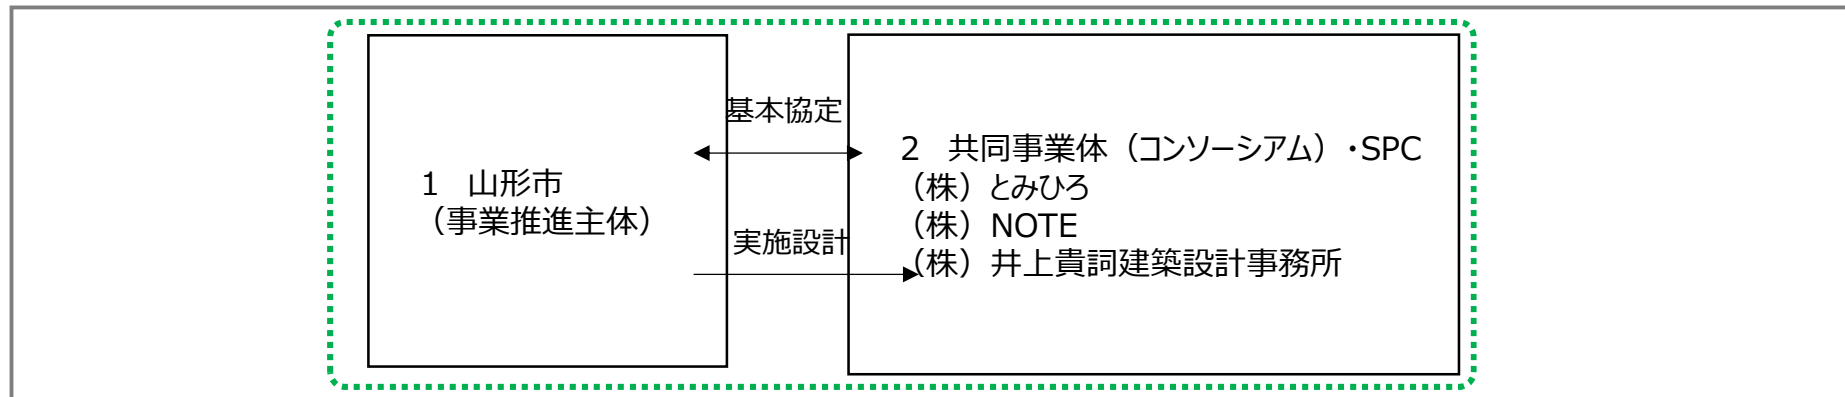 1　山形市
（事業推進主体）
基本協定
実施設計
2　共同事業体（コンソーシアム）・SPC
（株）とみひろ
（株）NOTE
（株）井上貴詞建築設計事務所